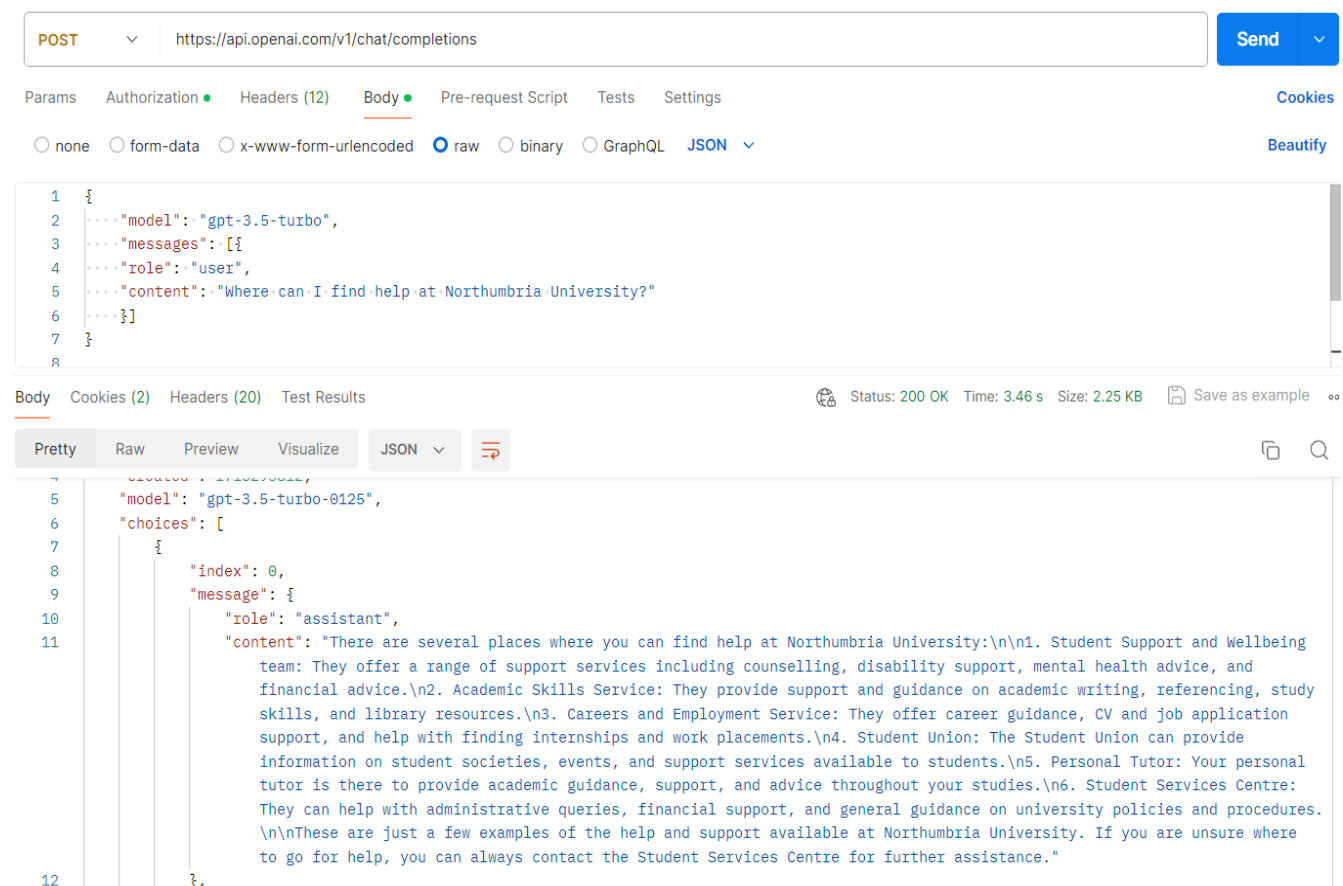 POST https://api.openai.com/v1/chat/completions Send
Params Authorization Headers (12) Body Pre-request Script Tests Settings Cookies
none form-data x-www-form-urlencoded raw binary GraphQL JSON Beautify
1 {
2 "model": "gpt-3.5-turbo",
3 "messages": [{
4 "role": "user",
5 "content": "Where can I find help at Northumbria University?"
6 }]
7 }
8
Body Cookies (2) Headers (20) Test Results Status: 200 OK Time: 3.46 s Size: 2.25 KB Save as example
Pretty Raw Preview Visualize JSON
5 "model": "gpt-3.5-turbo-0125",
6 "choices": [
7 {
8 "index": 0,
9 "message": {
10 "role": "assistant",
11 "content": "There are several places where you can find help at Northumbria University:\n\n1. Student Support and Wellbeing
team: They offer a range of support services including counselling, disability support, mental health advice, and
financial advice.\n2. Academic Skills Service: They provide support and guidance on academic writing, referencing, study
skills, and library resources.\n3. Careers and Employment Service: They offer career guidance, CV and job application
support, and help with finding internships and work placements.\n4. Student Union: The Student Union can provide
information on student societies, events, and support services available to students.\n5. Personal Tutor: Your personal
tutor is there to provide academic guidance, support, and advice throughout your studies.\n6. Student Services Centre:
They can help with administrative queries, financial support, and general guidance on university policies and procedures.
\n\nThese are just a few examples of the help and support available at Northumbria University. If you are unsure where
to go for help, you can always contact the Student Services Centre for further assistance."
12 },